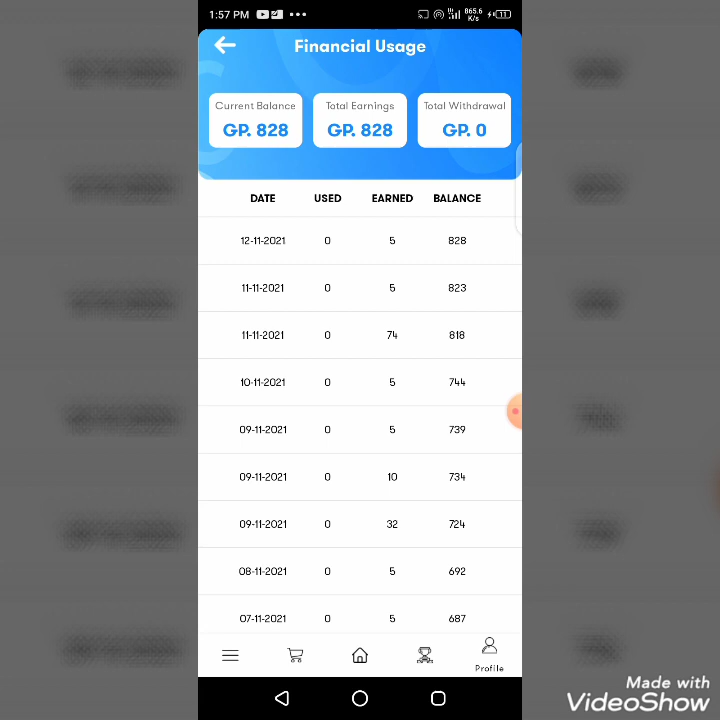 1:57 PM 865.6 K/s 11
Financial Usage
Current Balance Total Earnings Total Withdrawal
GP. 828 GP. 828 GP. 0
DATE USED EARNED BALANCE
12-11-2021 0 5 828
11-11-2021 0 5 823
11-11-2021 0 74 818
10-11-2021 0 5 744
09-11-2021 0 5 739
09-11-2021 0 10 734
09-11-2021 0 32 724
08-11-2021 0 5 692
07-11-2021 0 5 687
Profile
Made with
VideoShow